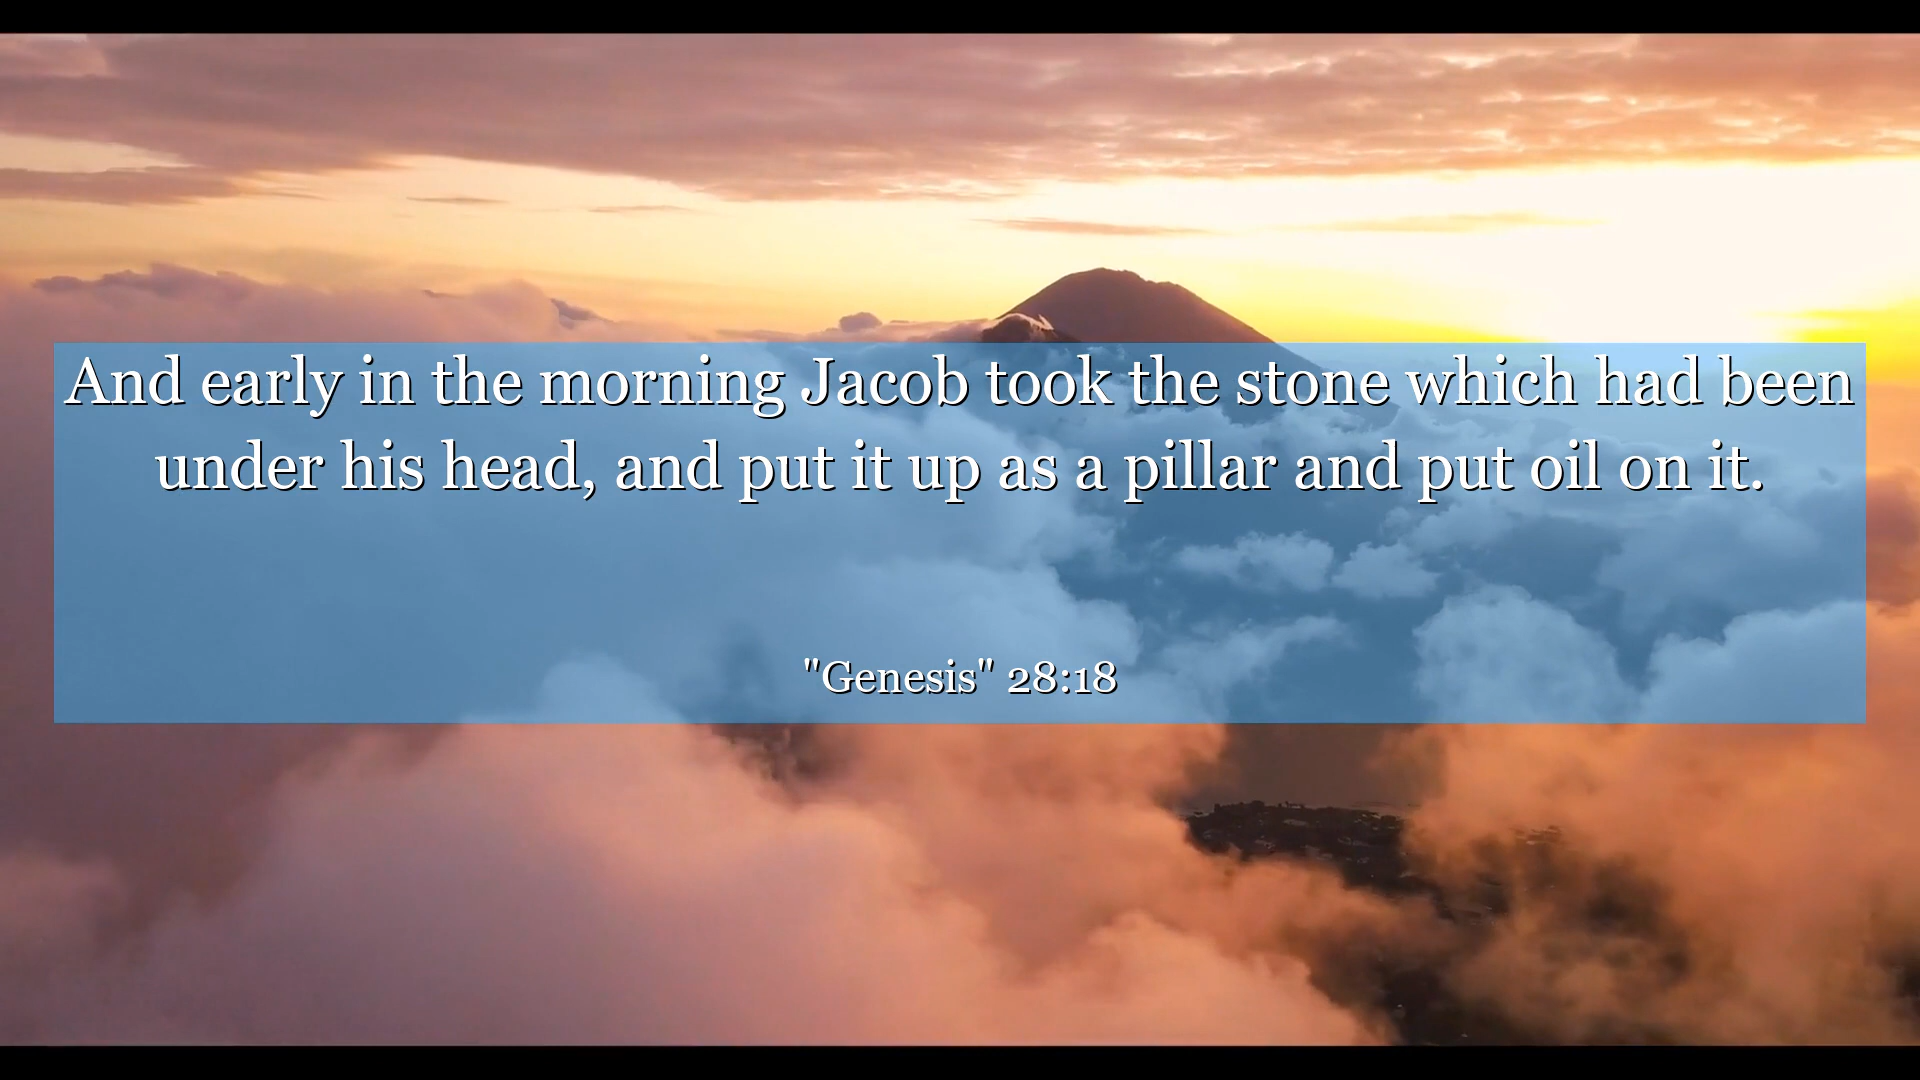 And early in the morning Jacob took the stone which had been
under his head, and put it up as a pillar and put oil on it.
"Genesis" 28:18